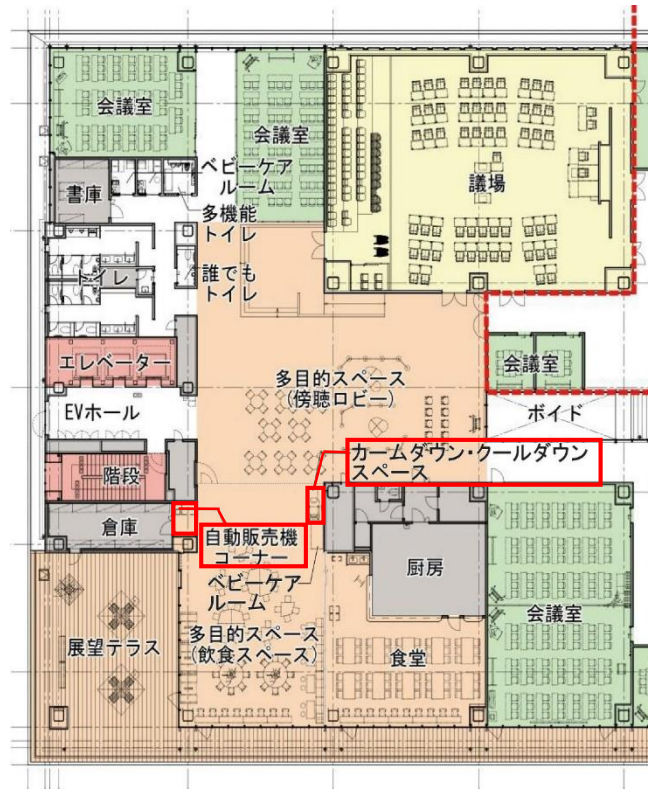 会議室
会議室
議場
ベビーケア
ルーム
書庫
多機能
トイレ
トイレ
誰でも
トイレ
エレベーター
会議室
多目的スペース
(傍聴ロビー)
EVホール
ボイド
カームダウン・クールダウン
スペース
階段
倉庫
自動販売機
コーナー
厨房
ベビーケア
ルーム
会議室
展望テラス
多目的スペース
(飲食スペース)
食堂